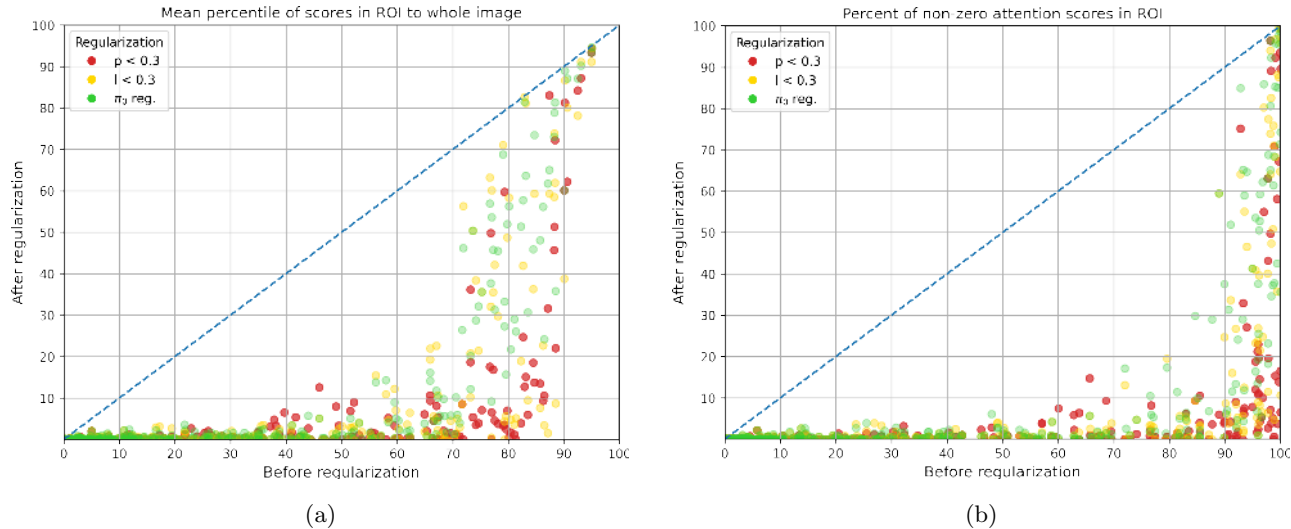 Mean percentile of scores in ROI to whole image
100
90
80
70
60
50
40
30
20
10
Regularization
p < 0.3
l < 0.3
π₃ reg.
After regularization
0 10 20 30 40 50 60 70 80 90 100
Before regularization
(a)
Percent of non-zero attention scores in ROI
100
90
80
70
60
50
40
30
20
10
Regularization
p < 0.3
l < 0.3
π₃ reg.
After regularization
0 10 20 30 40 50 60 70 80 90 100
Before regularization
(b)